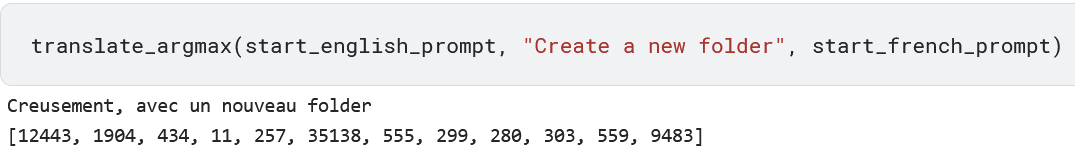 translate_argmax(start_english_prompt, "Create a new folder", start_french_prompt)
Creusement, avec un nouveau folder
[12443, 1904, 434, 11, 257, 35138, 555, 299, 280, 303, 559, 9483]